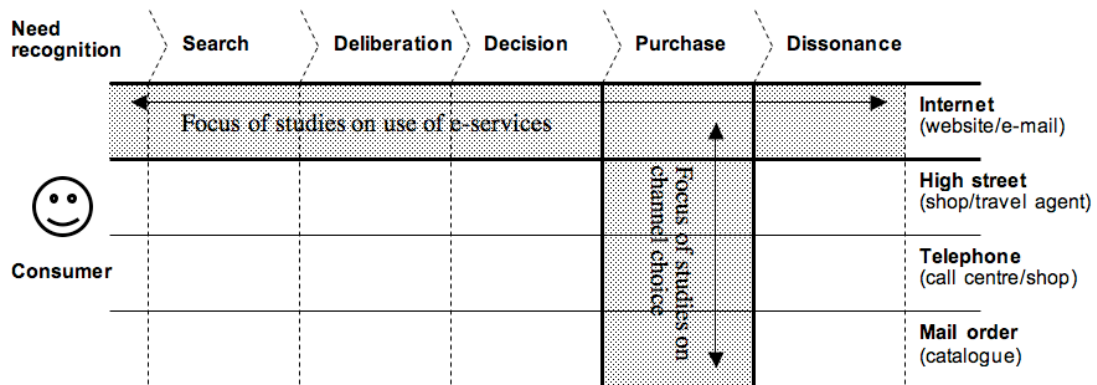 Need
recognition
Search
Deliberation
Decision
Purchase
Dissonance
Focus of studies on use of e-services
Internet
(website/e-mail)
Focus of studies on
channel choice
High street
(shop/travel agent)
Consumer
Telephone
(call centre/shop)
Mail order
(catalogue)